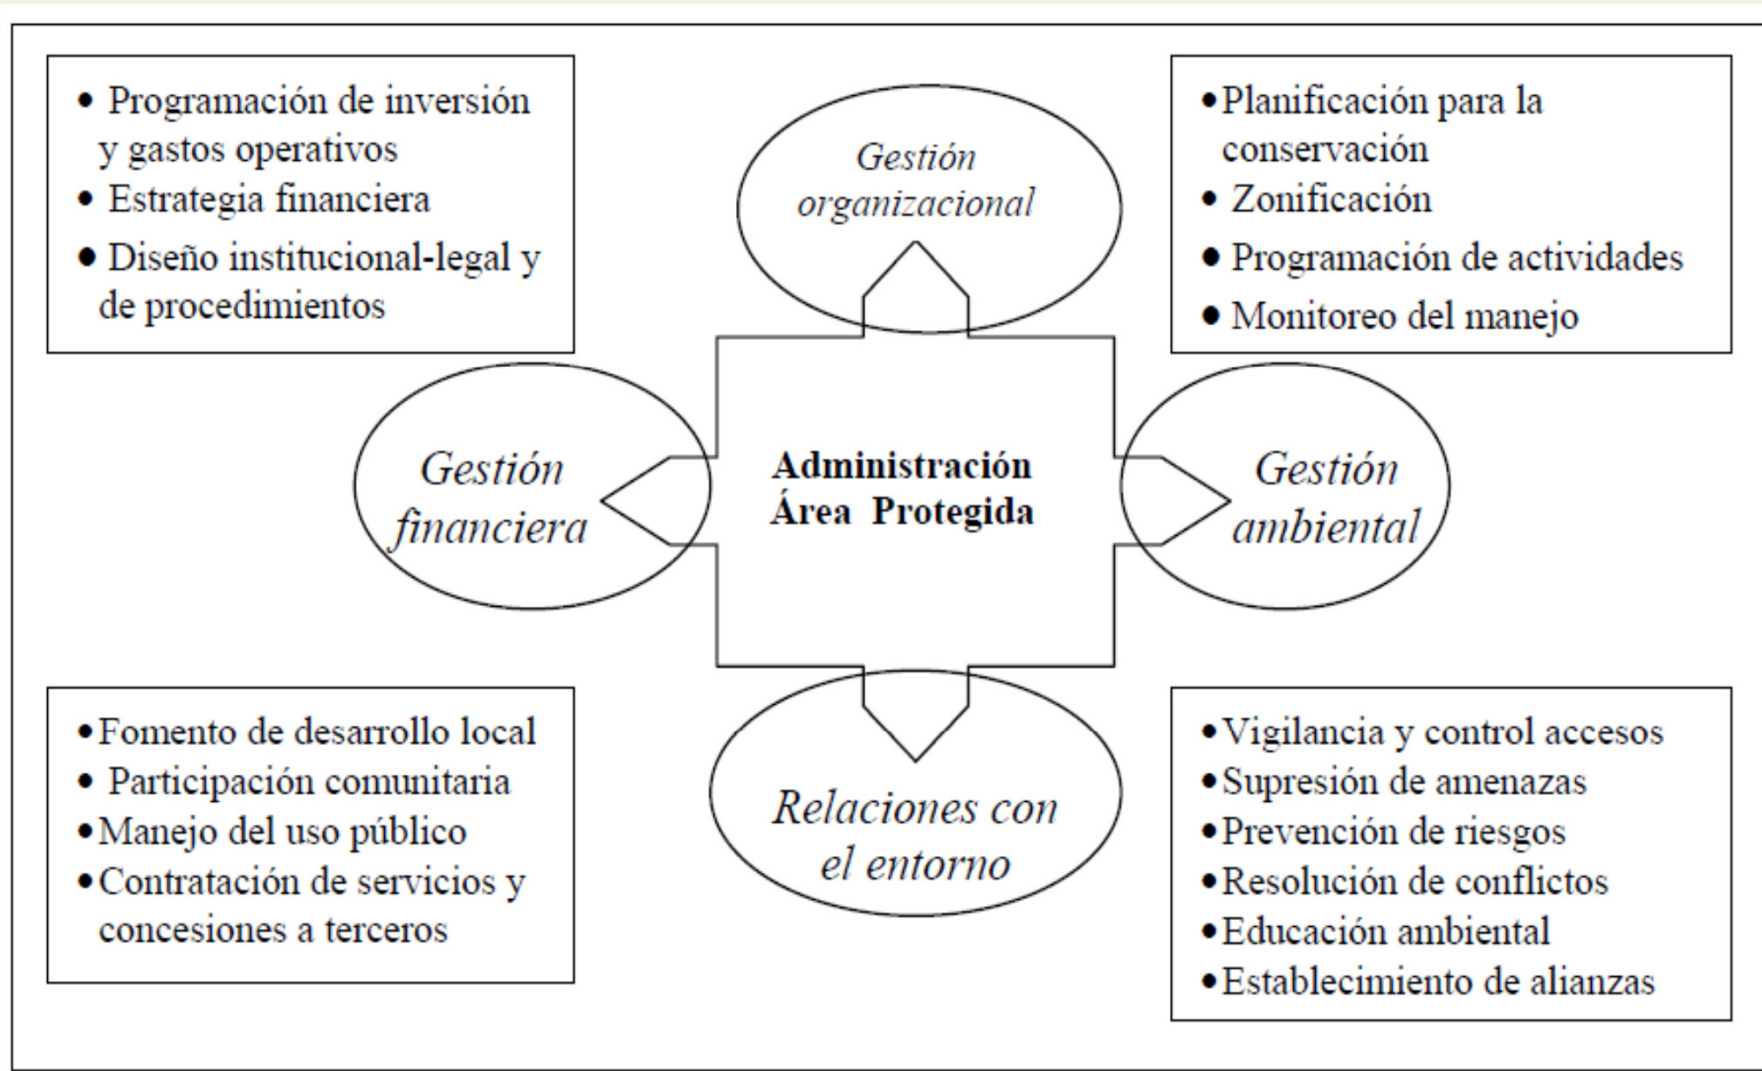 • Programación de inversión
y gastos operativos
• Estrategia financiera
• Diseño institucional-legal y
de procedimientos
Gestión
organizacional
•Planificación para la
conservación
• Zonificación
• Programación de actividades
• Monitoreo del manejo
Gestión
financiera
Administración
Área Protegida
Gestión
ambiental
•Fomento de desarrollo local
• Participación comunitaria
•Manejo del uso público
•Contratación de servicios y
concesiones a terceros
Relaciones con
el entorno
•Vigilancia y control accesos
•Supresión de amenazas
•Prevención de riesgos
•Resolución de conflictos
•Educación ambiental
•Establecimiento de alianzas